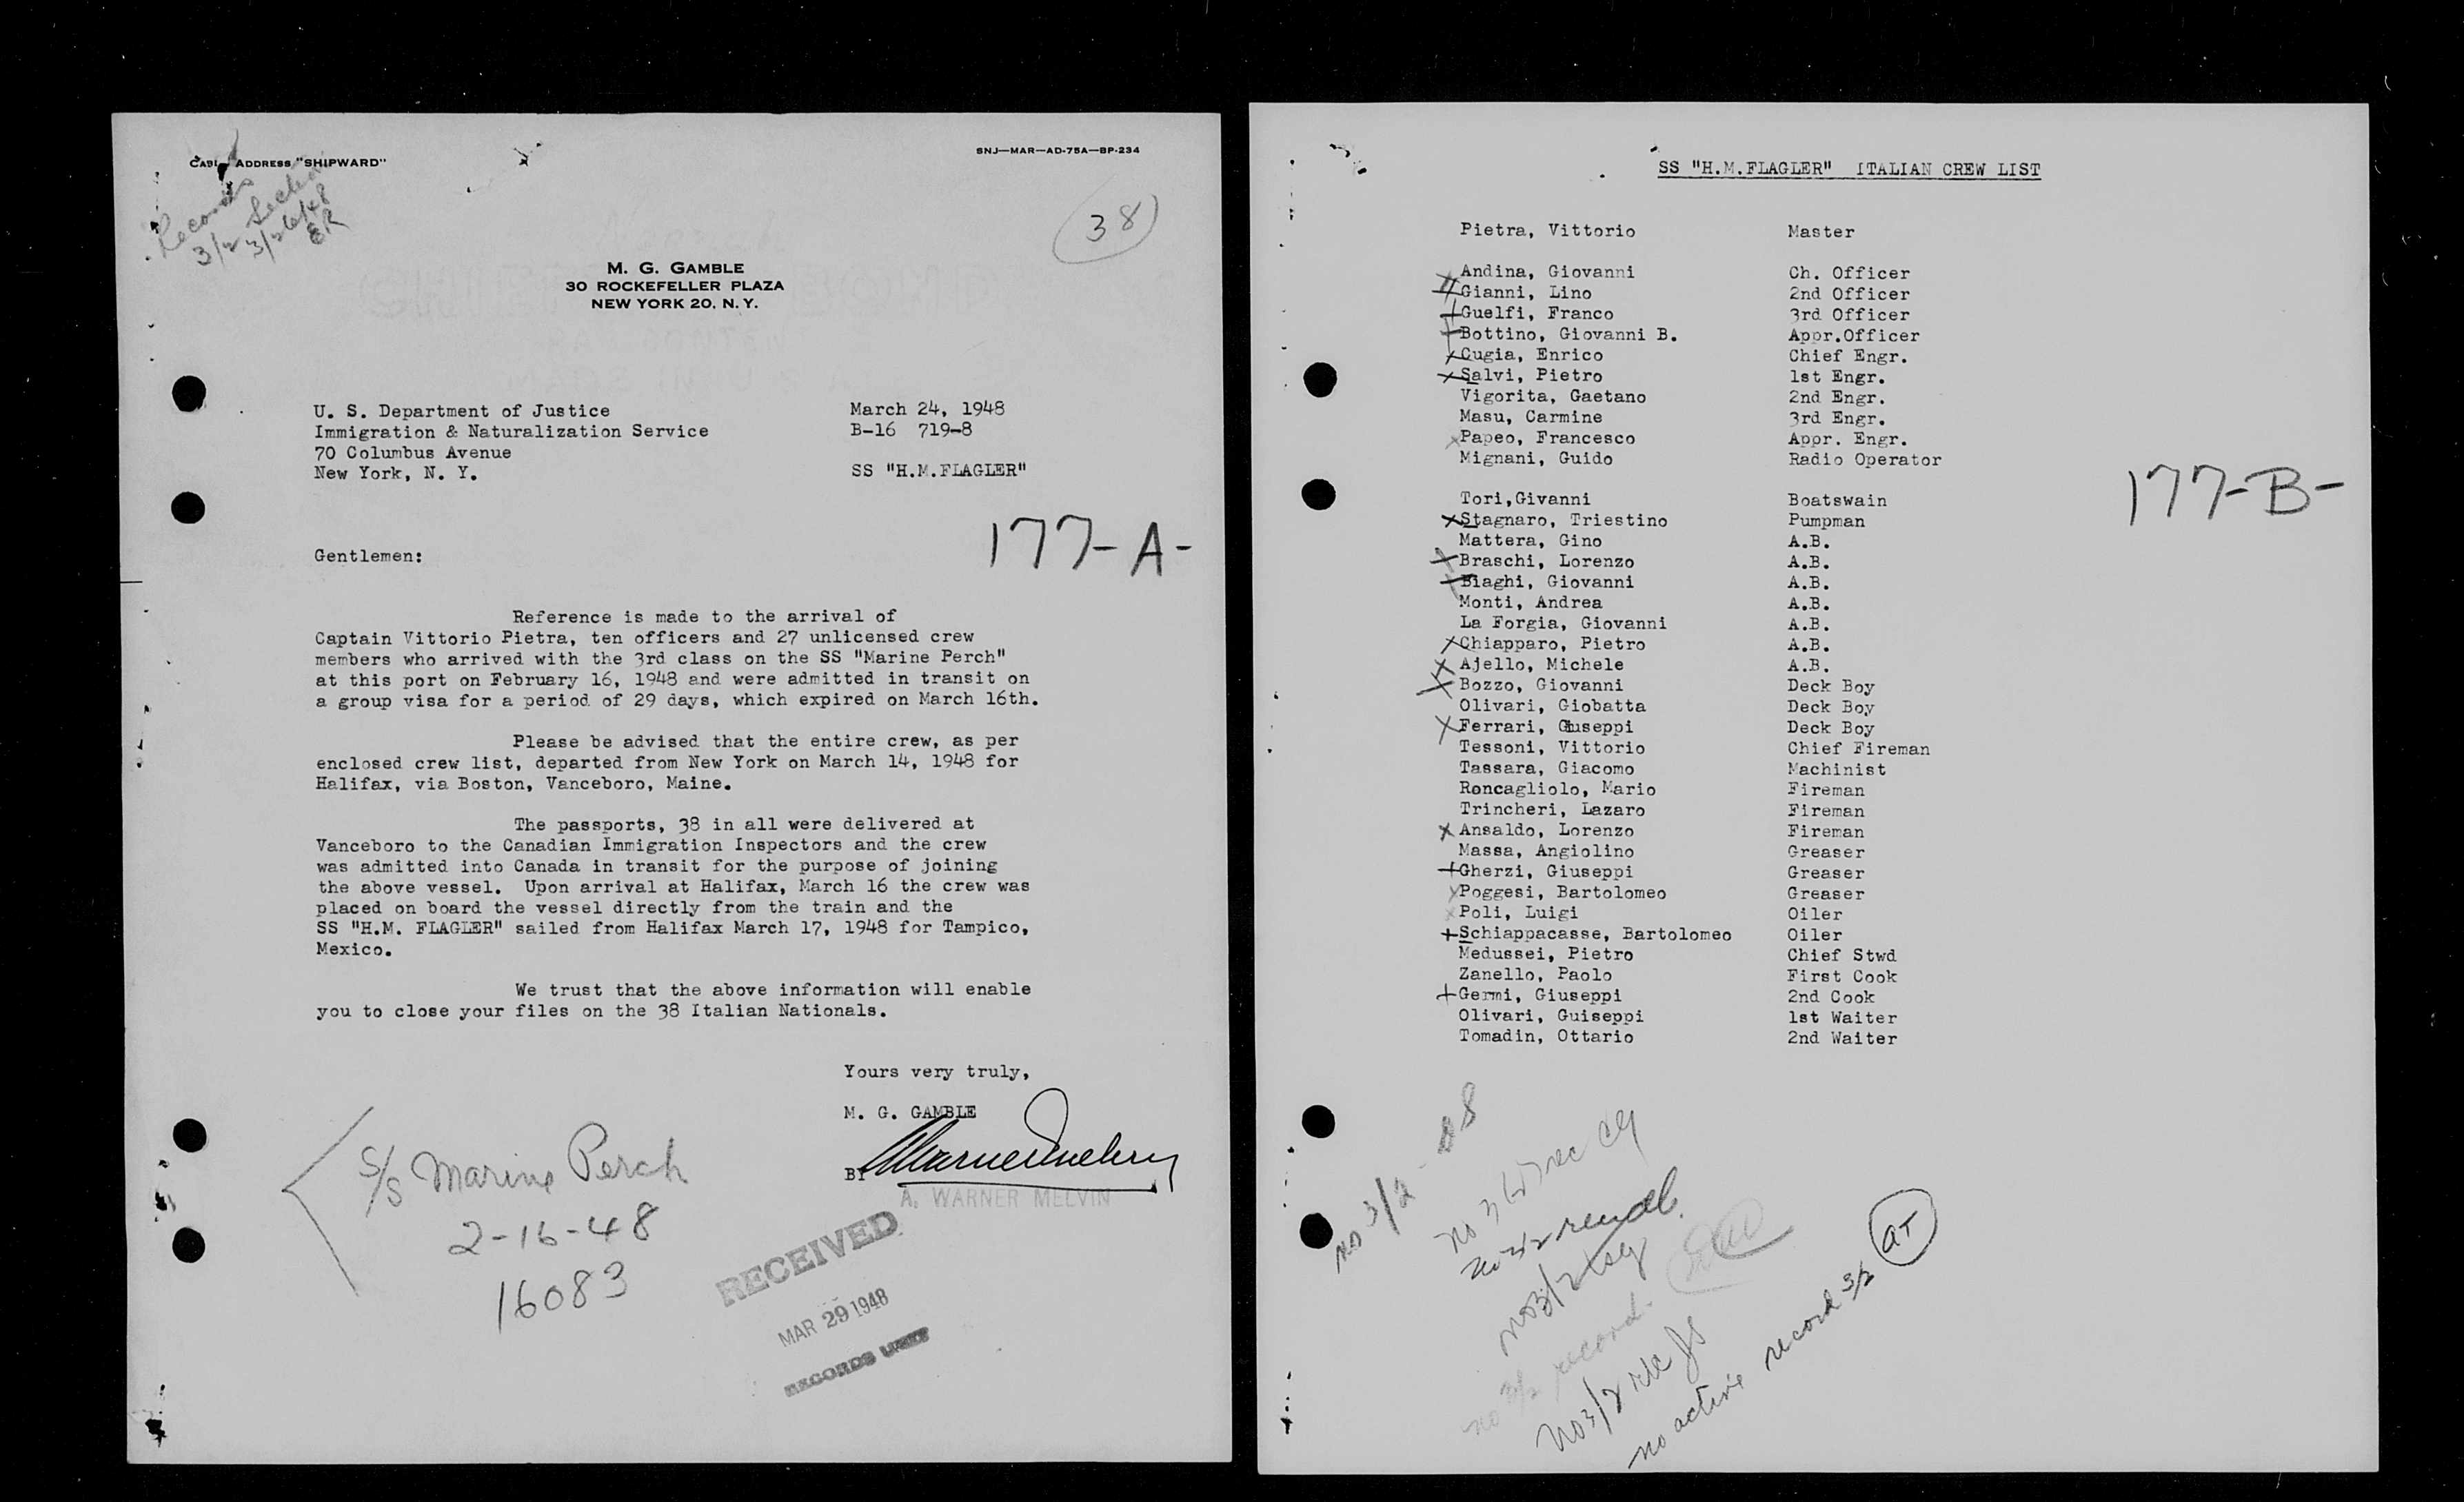 CABLE ADDRESS "SHIPWARD"
SNJ—MAR—AD-75A—BP-234
Records Section
3/2 3/26/48
ER
38
M. G. GAMBLE
30 ROCKEFELLER PLAZA
NEW YORK 20, N. Y.
U. S. Department of Justice
Immigration & Naturalization Service
70 Columbus Avenue
New York, N. Y.
March 24, 1948
B-16 719-8
SS "H.M.FLAGLER"
177-A-
Gentlemen:
Reference is made to the arrival of
Captain Vittorio Pietra, ten officers and 27 unlicensed crew
members who arrived with the 3rd class on the SS "Marine Perch"
at this port on February 16, 1948 and were admitted in transit on
a group visa for a period of 29 days, which expired on March 16th.
Please be advised that the entire crew, as per
enclosed crew list, departed from New York on March 14, 1948 for
Halifax, via Boston, Vanceboro, Maine.
The passports, 38 in all were delivered at
Vanceboro to the Canadian Immigration Inspectors and the crew
was admitted into Canada in transit for the purpose of joining
the above vessel. Upon arrival at Halifax, March 16 the crew was
placed on board the vessel directly from the train and the
SS "H.M. FLAGLER" sailed from Halifax March 17, 1948 for Tampico,
Mexico.
We trust that the above information will enable
you to close your files on the 38 Italian Nationals.
Yours very truly,
M. G. GAMBLE
BY
A. WARNER MELVIN
S/S Marine Perch
2-16-48
16083
RECEIVED
MAR 29 1948
RECORDS UNIT
SS "H.M.FLAGLER" ITALIAN CREW LIST
Pietra, Vittorio Master
Andina, Giovanni Ch. Officer
Gianni, Lino 2nd Officer
Guelfi, Franco 3rd Officer
Bottino, Giovanni B. Appr.Officer
Cugia, Enrico Chief Engr.
Salvi, Pietro 1st Engr.
Vigorita, Gaetano 2nd Engr.
Masu, Carmine 3rd Engr.
Papeo, Francesco Appr. Engr.
Mignani, Guido Radio Operator
177-B-
Tori,Givanni Boatswain
Stagnaro, Triestino Pumpman
Mattera, Gino A.B.
Braschi, Lorenzo A.B.
Biaghi, Giovanni A.B.
Monti, Andrea A.B.
La Forgia, Giovanni A.B.
Chiapparo, Pietro A.B.
Ajello, Michele A.B.
Bozzo, Giovanni Deck Boy
Olivari, Giobatta Deck Boy
Ferrari, Giuseppi Deck Boy
Tessoni, Vittorio Chief Fireman
Tassara, Giacomo Machinist
Roncagliolo, Mario Fireman
Trincheri, Lazaro Fireman
Ansaldo, Lorenzo Fireman
Massa, Angiolino Greaser
Gherzi, Giuseppi Greaser
Poggesi, Bartolomeo Greaser
Poli, Luigi Oiler
Schiappacasse, Bartolomeo Oiler
Medussei, Pietro Chief Stwd
Zanello, Paolo First Cook
Germi, Giuseppi 2nd Cook
Olivari, Guiseppi 1st Waiter
Tomadin, Ottario 2nd Waiter
no 3/2
no 3/2 record
no active record 3/2 AT